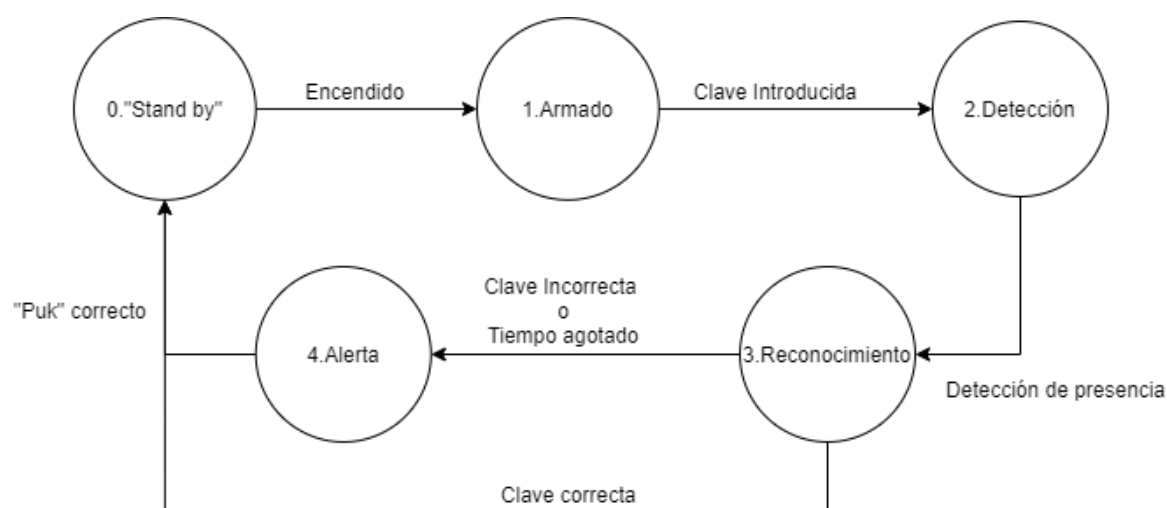 0."Stand by"
Encendido
1.Armado
Clave Introducida
2.Detección
"Puk" correcto
4.Alerta
Clave Incorrecta
o
Tiempo agotado
3.Reconocimiento
Detección de presencia
Clave correcta